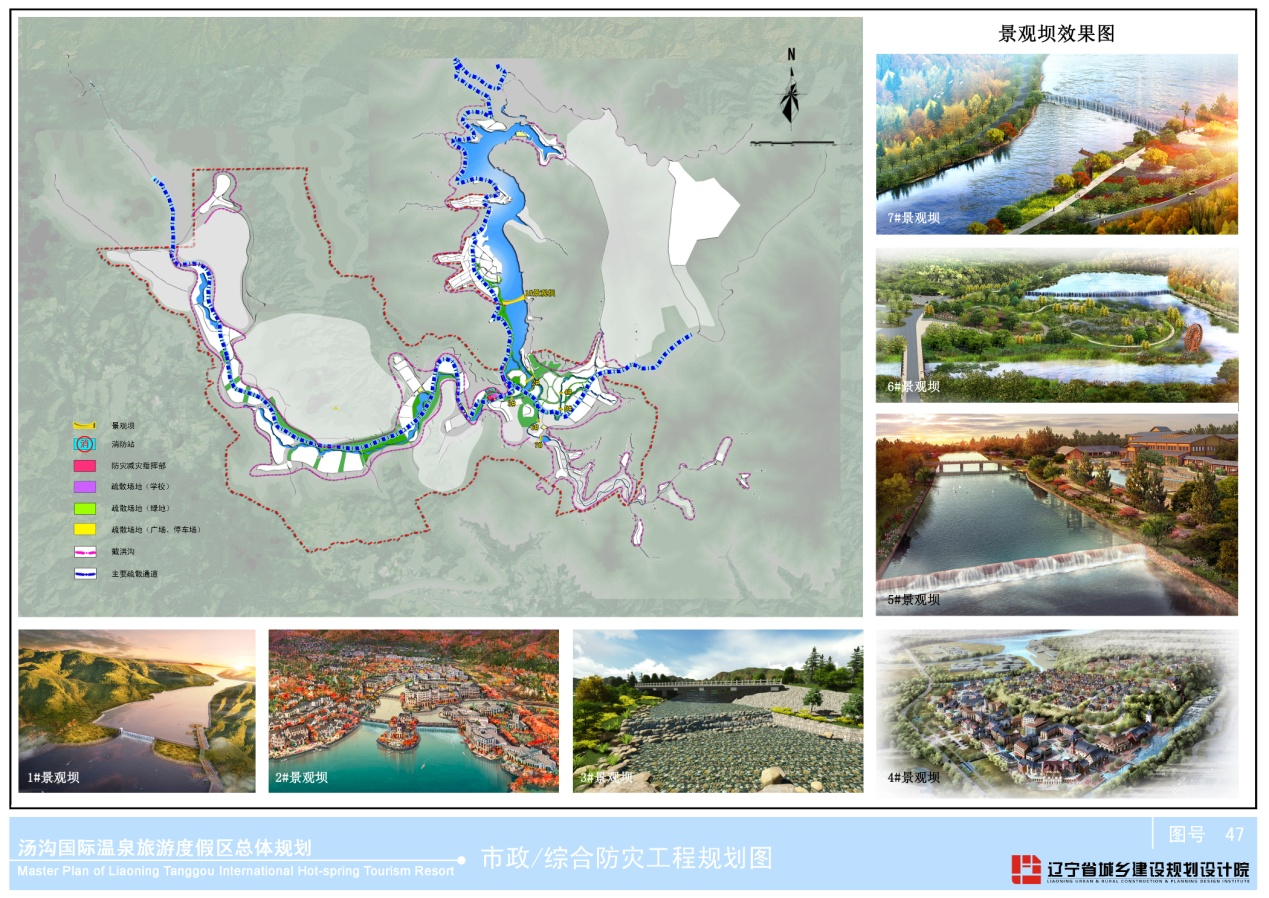 景观坝效果图
N
7#景观坝
1#景观坝
6#景观坝
景观坝
消防站
防灾减灾指挥部
疏散场地（学校）
疏散场地（绿地）
疏散场地（广场、停车场）
截洪沟
主要疏散通道
5#景观坝
1#景观坝
2#景观坝
3#景观坝
4#景观坝
汤沟国际温泉旅游度假区总体规划
Master Plan of Liaoning Tanggou International Hot-spring Tourism Resort
市政/综合防灾工程规划图
图号 47
辽宁省城乡建设规划设计院
LIAONING URBAN & RURAL CONSTRUCTION & PLANNING DESIGN INSTITUTE